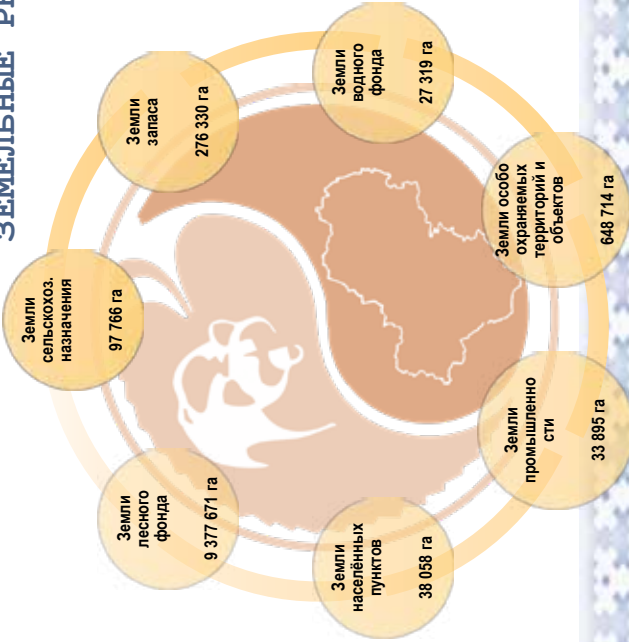 ЗЕМЕЛЬНЫЕ
Земли
сельскохоз.
назначения
97 766 га
Земли
лесного
фонда
9 377 671 га
Земли
запаса
276 330 га
Земли
населённых
пунктов
38 058 га
Земли
водного
фонда
27 319 га
Земли
промышленно
сти
33 895 га
Земли особо
охраняемых
территорий и
объектов
648 714 га